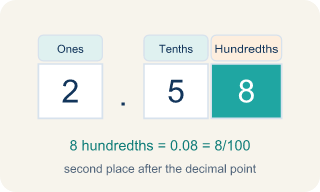 Ones Tenths Hundredths
2 . 5 8
8 hundredths = 0.08 = 8/100
second place after the decimal point